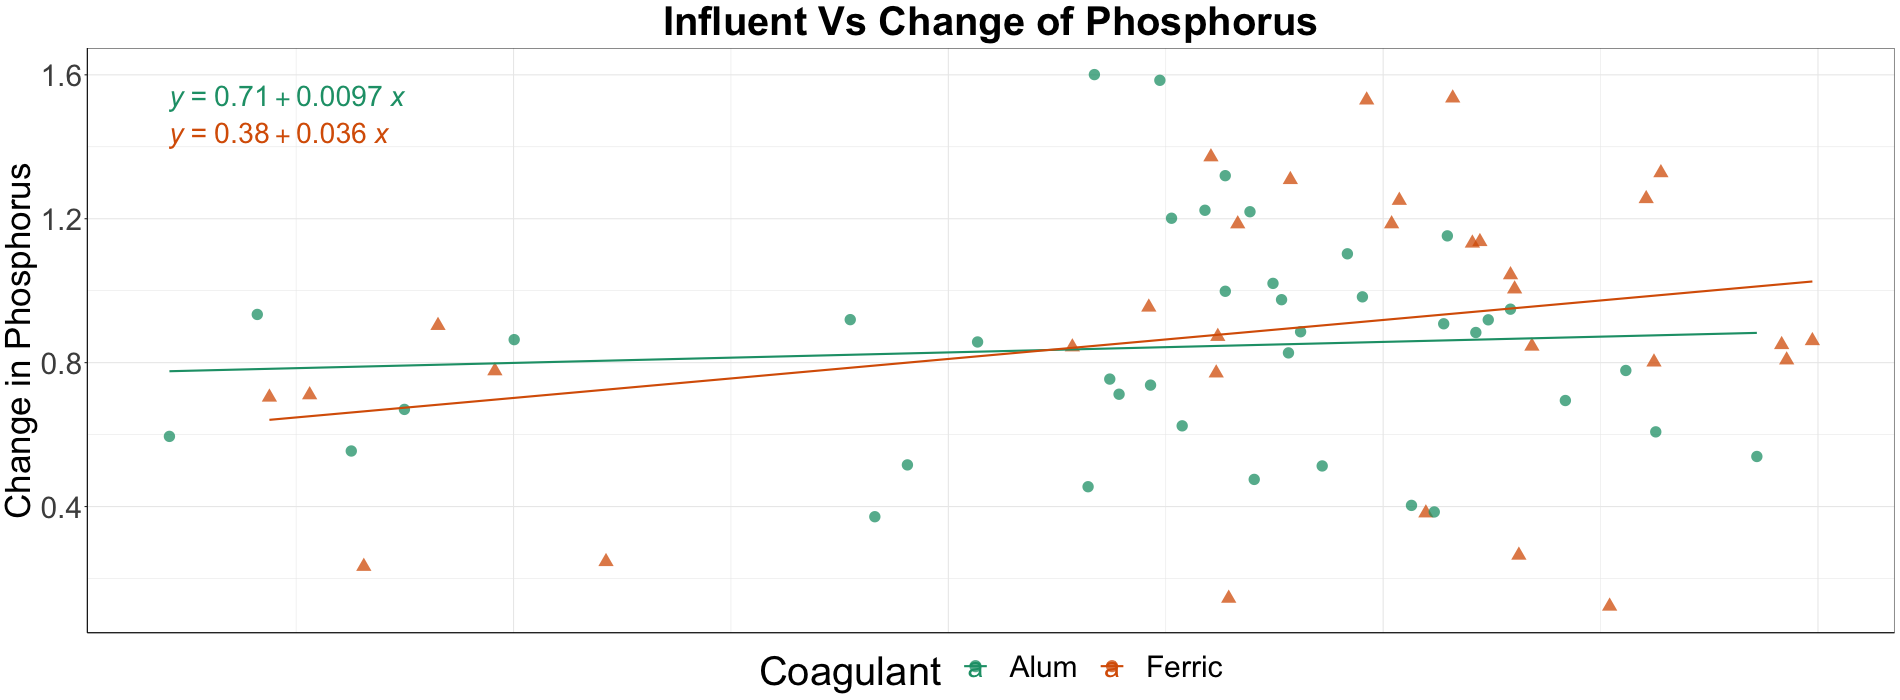 Influent Vs Change of Phosphorus
1.6
y = 0.71 + 0.0097 x
y = 0.38 + 0.036 x
1.2
Change in Phosphorus
0.8
0.4
Coagulant a Alum a Ferric